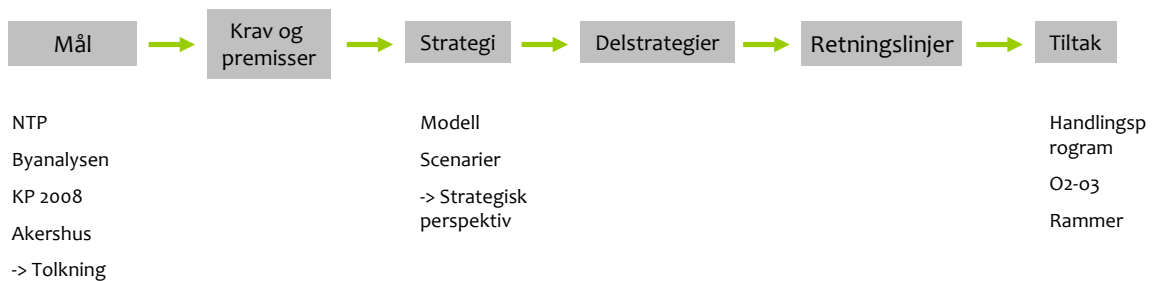 Mål
Krav og
premisser
Strategi
Delstrategier
Retningslinjer
Tiltak
NTP
Byanalysen
KP 2008
Akershus
-> Tolkning
Modell
Scenarier
-> Strategisk
perspektiv
Handlingsp
rogram
O2-03
Rammer